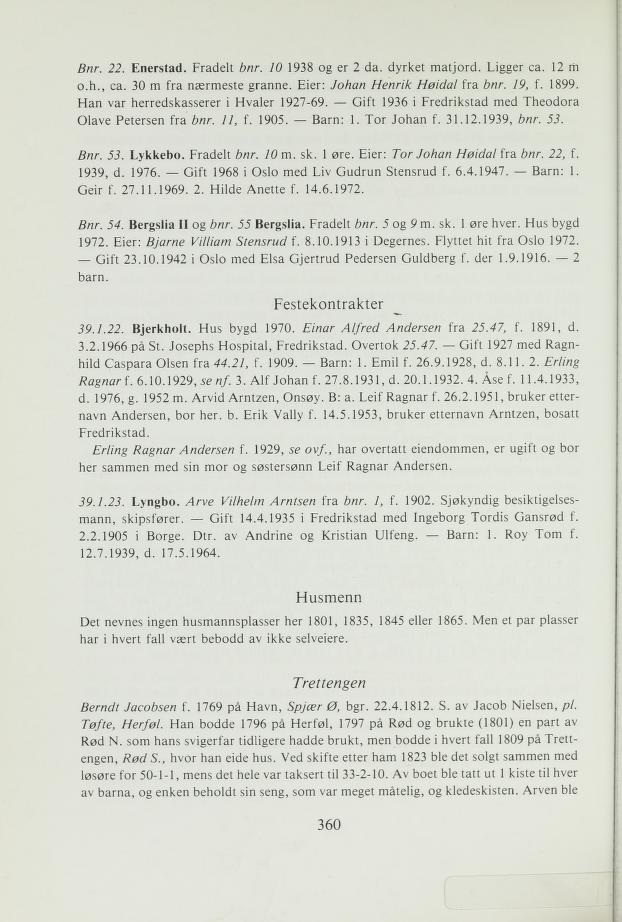 Bnr. 22. Enerstad. Fradelt bnr. 10 1938 og er 2 da. dyrket matjord. Ligger ca. 12 m
o.h., ca. 30 m fra nærmeste granne. Eier: Johan Henrik Høidal fra bnr. 19, f. 1899.
Han var herredskasserer i Hvaler 1927-69. — Gift 1936 i Fredrikstad med Theodora
Olave Petersen fra bnr. 11, f. 1905. — Barn: 1. Tor Johan f. 31.12.1939, bnr. 53.
Bnr. 53. Lykkebo. Fradelt bnr. 10 m. sk. 1 øre. Eier: Tor Johan Høidal fra bnr. 22, f.
1939, d. 1976. — Gift 1968 i Oslo med Liv Gudrun Stensrud f. 6.4.1947. — Barn: 1.
Geir f. 27.11.1969. 2. Hilde Anette f. 14.6.1972.
Bnr. 54. Bergslia II og bnr. 55 Bergslia. Fradelt bnr. 5 og 9 m. sk. 1 øre hver. Hus bygd
1972. Eier: Bjarne Villiam Stensrud f. 8.10.1913 i Degernes. Flyttet hit fra Oslo 1972.
— Gift 23.10.1942 i Oslo med Elsa Gjertrud Pedersen Guldberg f. der 1.9.1916. — 2
barn.
Festekontrakter
39.1.22. Bjerkholt. Hus bygd 1970. Einar Alfred Andersen fra 25.47, f. 1891, d.
3.2.1966 på St. Josephs Hospital, Fredrikstad. Overtok 25.47. — Gift 1927 med Ragn-
hild Caspara Olsen fra 44.21, f. 1909. — Barn: 1. Emil f. 26.9.1928, d. 8.11. 2. Erling
Ragnar f. 6.10.1929, se nf. 3. Alf Johan f. 27.8.1931, d. 20.1.1932. 4. Åse f. 11.4.1933,
d. 1976, g. 1952 m. Arvid Arntzen, Onsøy. B: a. Leif Ragnar f. 26.2.1951, bruker etter-
navn Andersen, bor her. b. Erik Vally f. 14.5.1953, bruker etternavn Arntzen, bosatt
Fredrikstad.
Erling Ragnar Andersen f. 1929, se ovf., har overtatt eiendommen, er ugift og bor
her sammen med sin mor og søstersønn Leif Ragnar Andersen.
39.1.23. Lyngbo. Arve Vilhelm Arntsen fra bnr. 1, f. 1902. Sjøkyndig besiktigelses-
mann, skipsfører. — Gift 14.4.1935 i Fredrikstad med Ingeborg Tordis Gansrød f.
2.2.1905 i Borge. Dtr. av Andrine og Kristian Ulfeng. — Barn: 1. Roy Tom f.
12.7.1939, d. 17.5.1964.
Husmenn
Det nevnes ingen husmannsplasser her 1801, 1835, 1845 eller 1865. Men et par plasser
har i hvert fall vært bebodd av ikke selveiere.
Trettengen
Berndt Jacobsen f. 1769 på Havn, Spjær Ø, bgr. 22.4.1812. S. av Jacob Nielsen, pl.
Tøfte, Herføl. Han bodde 1796 på Herføl, 1797 på Rød og brukte (1801) en part av
Rød N. som hans svigerfar tidligere hadde brukt, men bodde i hvert fall 1809 på Trett-
engen, Rød S., hvor han eide hus. Ved skifte etter ham 1823 ble det solgt sammen med
løsøre for 50-1-1, mens det hele var taksert til 33-2-10. Av boet ble tatt ut 1 kiste til hver
av barna, og enken beholdt sin seng, som var meget måtelig, og kledeskisten. Arven ble
360